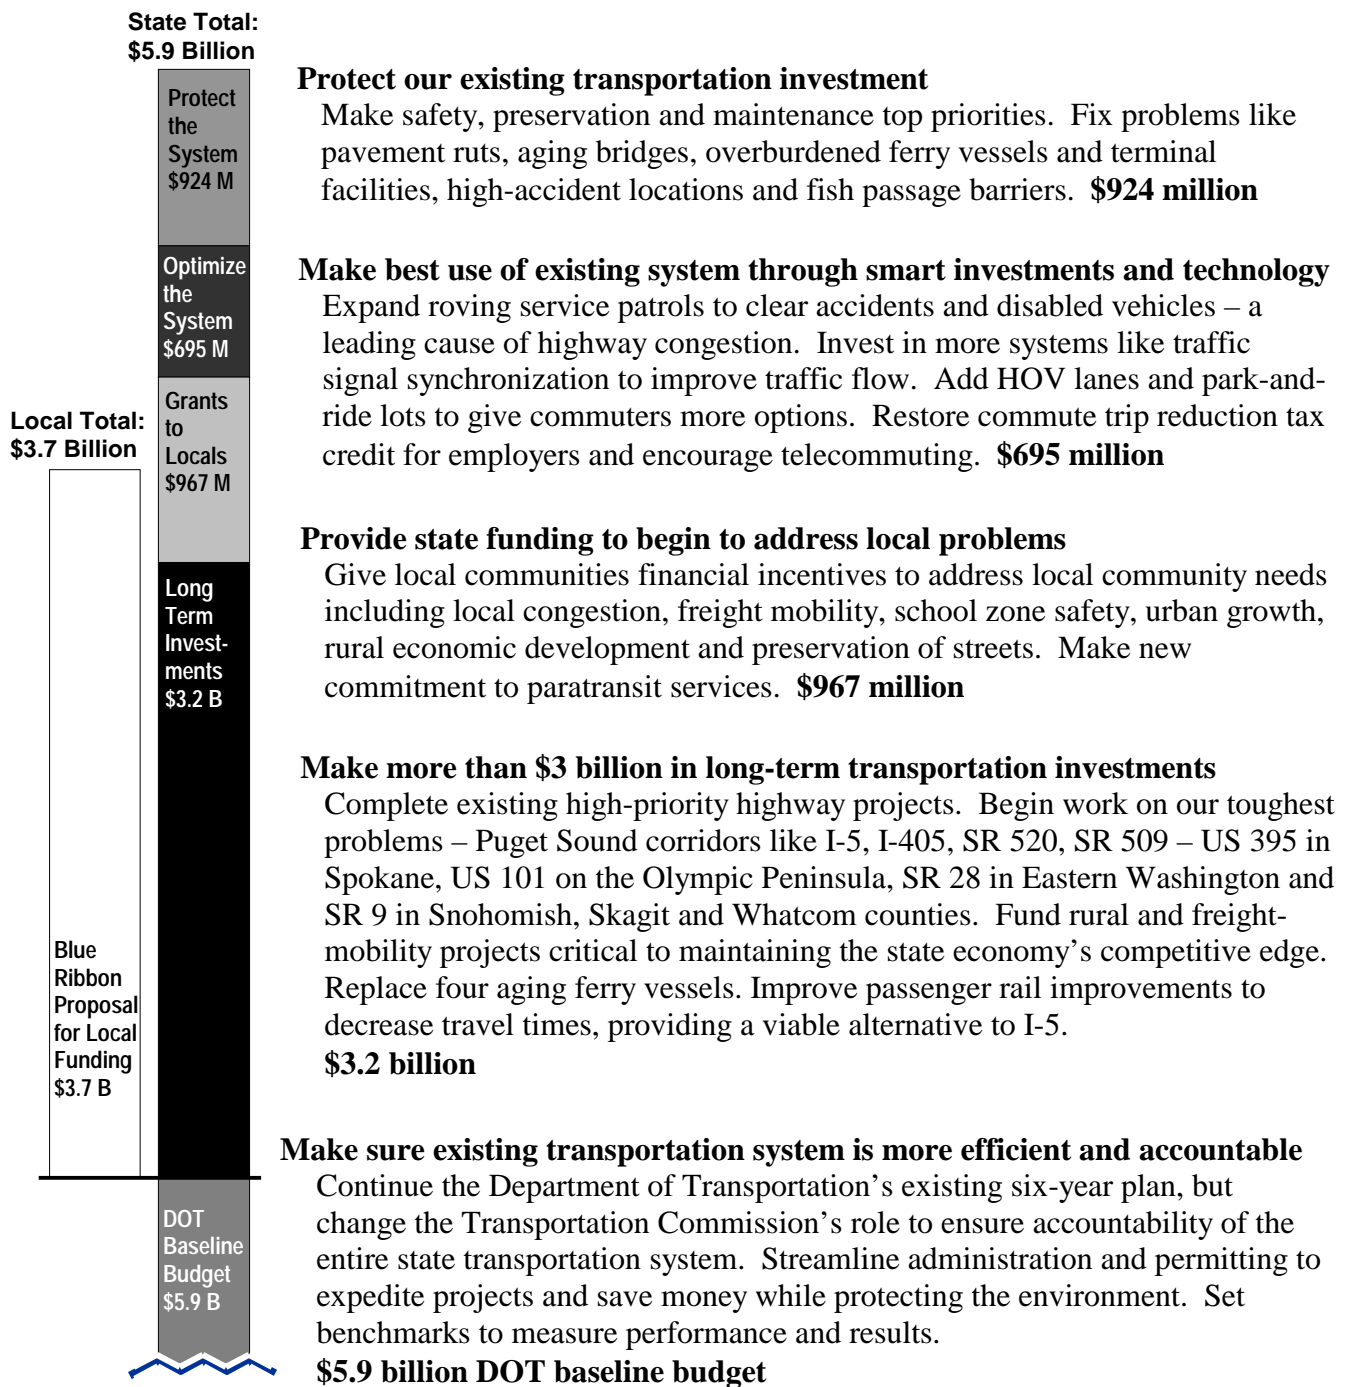 State Total:
$5.9 Billion
Protect
the
System
$924 M
Optimize
the
System
$695 M
Grants
to
Locals
$967 M
Long
Term
Invest-
ments
$3.2 B
DOT
Baseline
Budget
$5.9 B
Local Total:
$3.7 Billion
Blue
Ribbon
Proposal
for Local
Funding
$3.7 B
Protect our existing transportation investment
Make safety, preservation and maintenance top priorities.  Fix problems like
pavement ruts, aging bridges, overburdened ferry vessels and terminal
facilities, high-accident locations and fish passage barriers.  $924 million
Make best use of existing system through smart investments and technology
Expand roving service patrols to clear accidents and disabled vehicles – a
leading cause of highway congestion.  Invest in more systems like traffic
signal synchronization to improve traffic flow.  Add HOV lanes and park-and-
ride lots to give commuters more options.  Restore commute trip reduction tax
credit for employers and encourage telecommuting.  $695 million
Provide state funding to begin to address local problems
Give local communities financial incentives to address local community needs
including local congestion, freight mobility, school zone safety, urban growth,
rural economic development and preservation of streets.  Make new
commitment to paratransit services.  $967 million
Make more than $3 billion in long-term transportation investments
Complete existing high-priority highway projects.  Begin work on our toughest
problems – Puget Sound corridors like I-5, I-405, SR 520, SR 509 – US 395 in
Spokane, US 101 on the Olympic Peninsula, SR 28 in Eastern Washington and
SR 9 in Snohomish, Skagit and Whatcom counties.  Fund rural and freight-
mobility projects critical to maintaining the state economy’s competitive edge.
Replace four aging ferry vessels. Improve passenger rail improvements to
decrease travel times, providing a viable alternative to I-5.
$3.2 billion
Make sure existing transportation system is more efficient and accountable
Continue the Department of Transportation’s existing six-year plan, but
change the Transportation Commission’s role to ensure accountability of the
entire state transportation system.  Streamline administration and permitting to
expedite projects and save money while protecting the environment.  Set
benchmarks to measure performance and results.
$5.9 billion DOT baseline budget